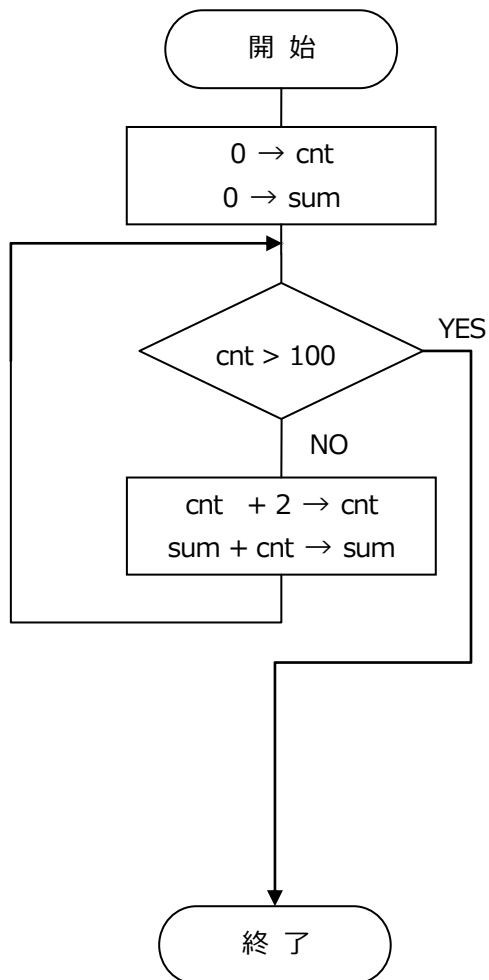 開 始
0 → cnt
0 → sum
cnt > 100
YES
NO
cnt + 2 → cnt
sum + cnt → sum
終 了